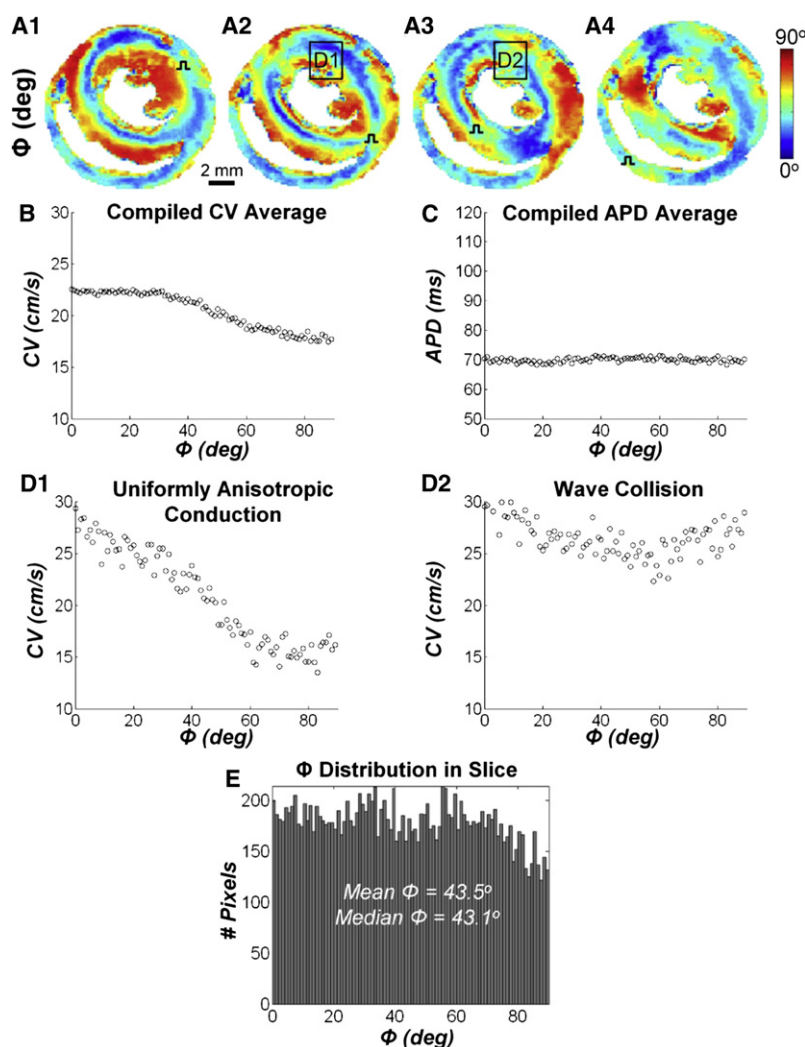 A1 A2 A3 A4
Φ (deg)
D1
D2
90º
0º
2 mm
B Compiled CV Average
30
25
20
15
10
CV (cm/s)
0 20 40 60 80
Φ (deg)
C Compiled APD Average
120
110
100
90
80
70
60
50
APD (ms)
0 20 40 60 80
Φ (deg)
D1 Uniformly Anisotropic
Conduction
30
25
20
15
10
CV (cm/s)
0 20 40 60 80
Φ (deg)
D2 Wave Collision
30
25
20
15
10
CV (cm/s)
0 20 40 60 80
Φ (deg)
E Φ Distribution in Slice
200
150
100
50
0
# Pixels
Mean Φ = 43.5º
Median Φ = 43.1º
0 20 40 60 80
Φ (deg)